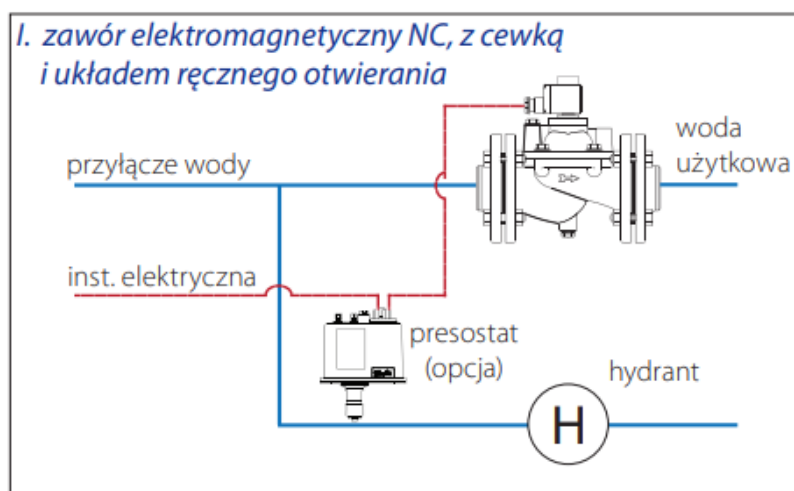 I. zawór elektromagnetyczny NC, z cewką
i układem ręcznego otwierania
woda
użytkowa
przyłącze wody
inst. elektryczna
presostat
(opcja)
hydrant
H